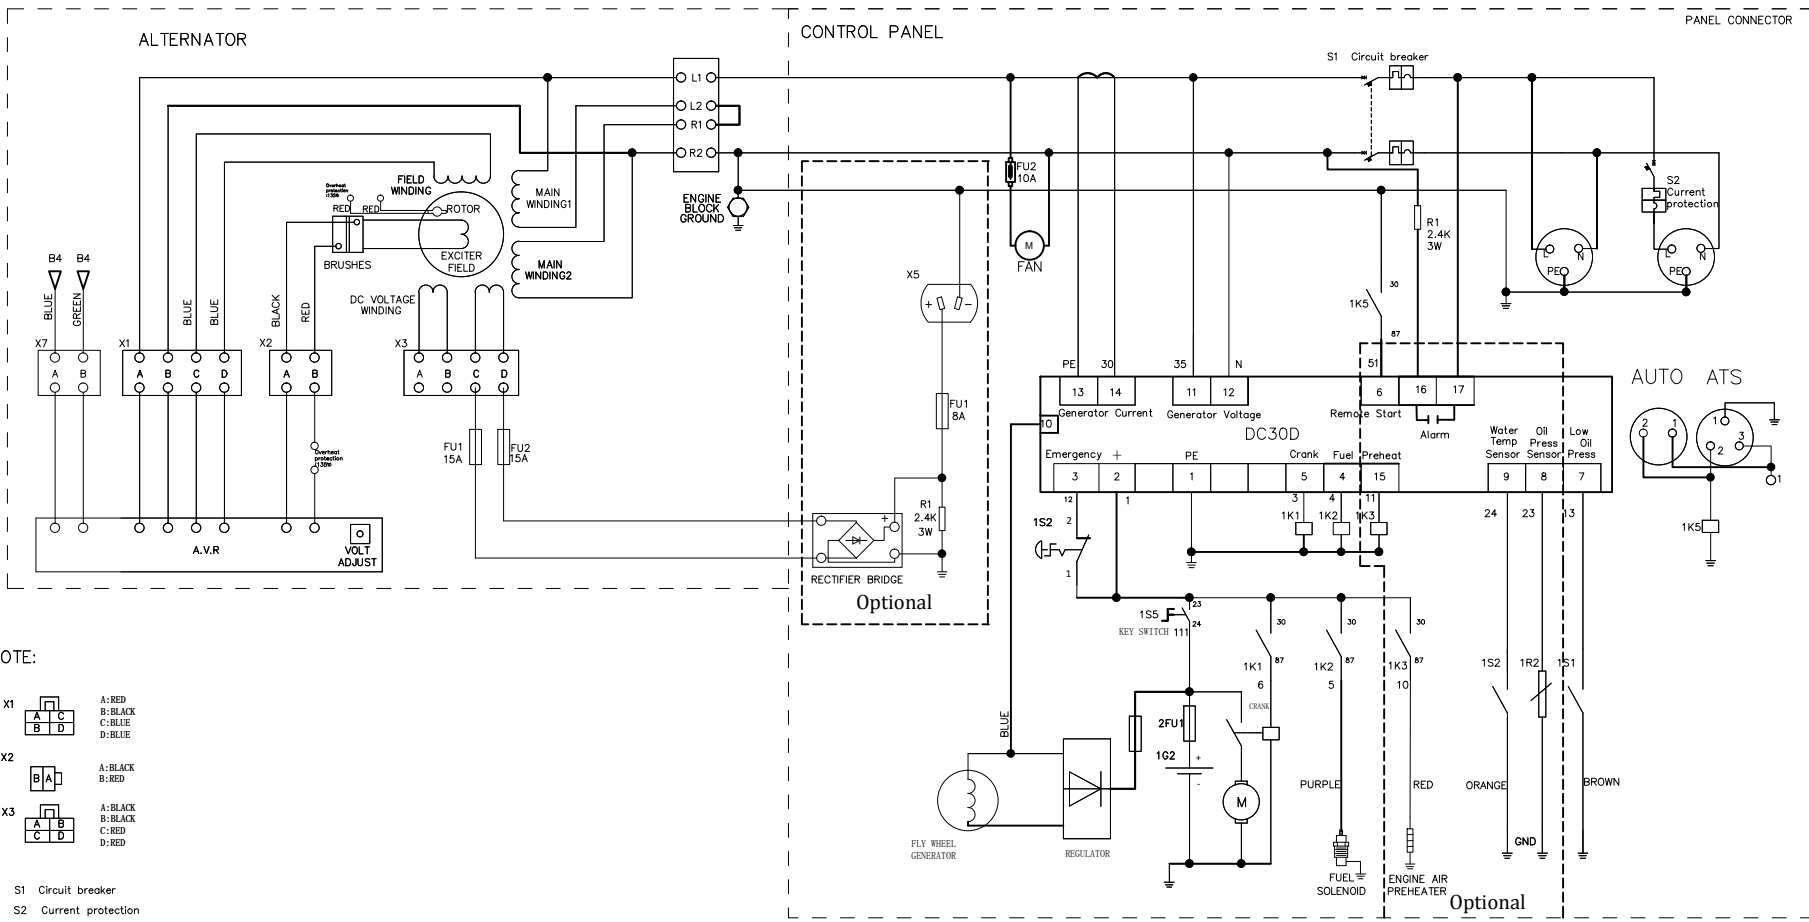 PANEL CONNECTOR
ALTERNATOR
CONTROL PANEL
S1 Circuit breaker
L1
L2
R1
R2
FU2
10A
M
FAN
ENGINE
BLOCK
GROUND
FIELD
WINDING
RED
RED
ROTOR
EXCITER
FIELD
BRUSHES
MAIN
WINDING1
MAIN
WINDING2
DC VOLTAGE
WINDING
B4
B4
BLUE
GREEN
BLUE
BLUE
BLACK
RED
X7
A
B
X1
A
B
C
D
X2
A
B
X3
A
B
C
D
FU1
15A
FU2
15A
Overheat
protection
A.V.R
VOLT
ADJUST
X5
+
-
FU1
8A
R1
2.4K
3W
+
RECTIFIER BRIDGE
Optional
S2
Current
protection
R1
2.4K
3W
L
N
PE
L
N
PE
1K5
30
87
PE
30
35
N
51
13
14
11
12
6
16
17
Generator Current
Generator Voltage
Remote Start
Alarm
10
DC30D
Emergency
+
PE
Crank
Fuel
Preheat
Water
Temp
Sensor
Oil
Press
Sensor
Low
Oil
Press
3
2
1
5
4
15
9
8
7
12
1
3
4
11
24
23
13
1K1
1K2
1K3
AUTO
ATS
2
1
1
2
3
1
1K5
1S2
2
1
1S5
23
24
KEY SWITCH
111
1K1
30
87
6
1K2
30
87
5
1K3
30
87
10
CRANK
1S2
1R2
1S1
BLUE
2FU1
1G2
+
-
M
PURPLE
RED
ORANGE
BROWN
GND
FLY WHEEL
GENERATOR
REGULATOR
FUEL
SOLENOID
ENGINE AIR
PREHEATER
Optional
OTE:
X1
A C
B D
A:RED
B:BLACK
C:BLUE
D:BLUE
X2
B A
A:BLACK
B:RED
X3
A B
C D
A:BLACK
B:BLACK
C:RED
D:RED
S1 Circuit breaker
S2 Current protection